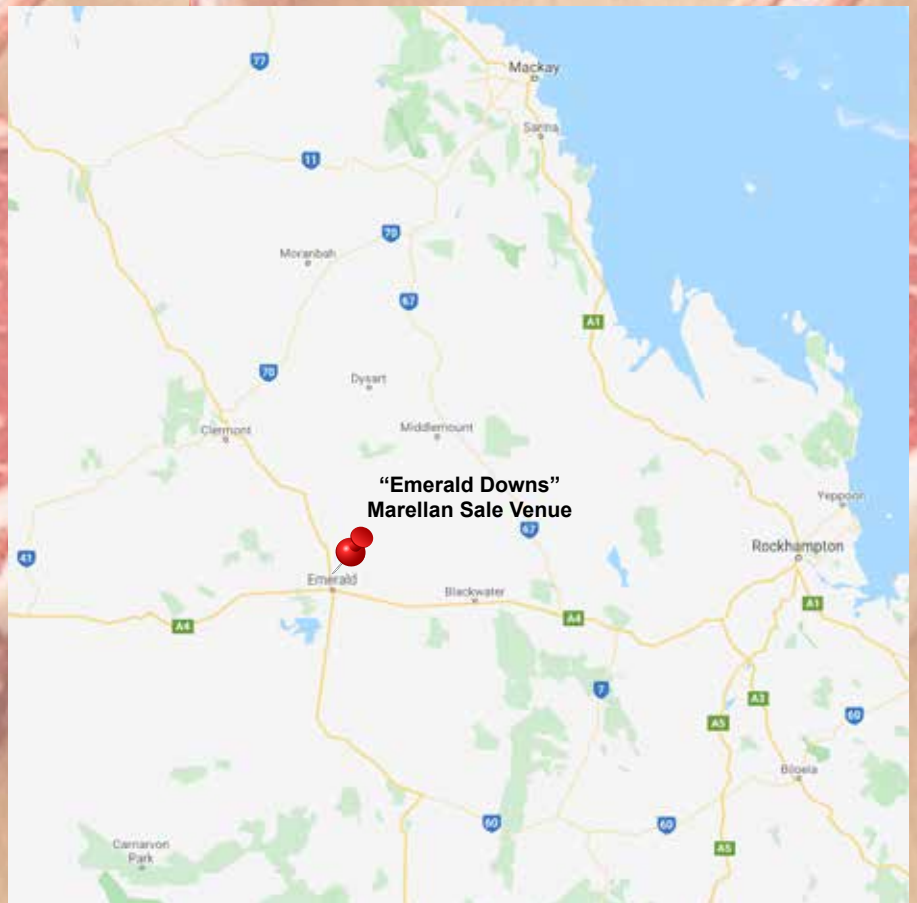 77
Mackay
Sarina
11
70
Moranbah
67
A1
70
Dysart
Clermont
Middlemount
“Emerald Downs”
Marellan Sale Venue
Yeppoon
67
Rockhampton
41
Emerald
Blackwater
A1
A4
A4
7
A3
60
A5
Biloela
60
60
A5
Carnarvon
Park